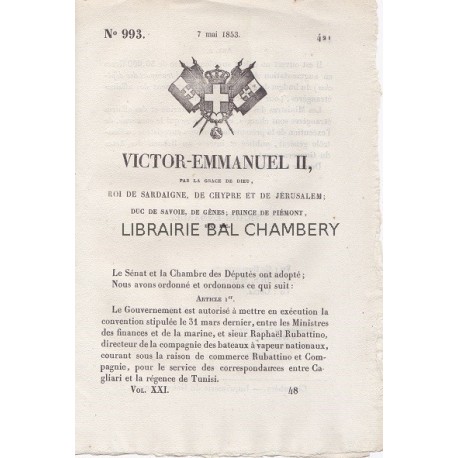 N° 993. 7 mai 1853.
VICTOR-EMMANUEL II,
PAR LA GRACE DE DIEU,
ROI DE SARDAIGNE, DE CHYPRE ET DE JÉRUSALEM;
DUC DE SAVOIE, DE GÊNES; PRINCE DE PIÉMONT,
LIBRAIRIE BAL CHAMBERY
Le Sénat et la Chambre des Députés ont adopté;
Nous avons ordonné et ordonnons ce qui suit:
ARTICLE 1er.
Le Gouvernement est autorisé à mettre en exécution la
convention stipulée le 31 mars dernier, entre les Ministres
des finances et de la marine, et sieur Raphaël Rubattino,
directeur de la compagnie des bateaux à vapeur nationaux,
courant sous la raison de commerce Rubattino et Com-
pagnie, pour le service des correspondances entre Ca-
gliari et la régence de Tunisi.
VOL. XXI. 48